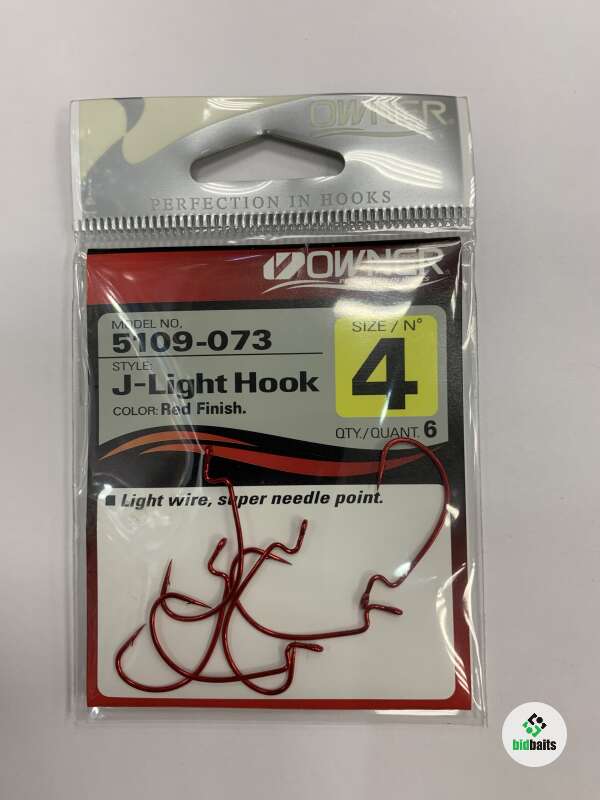 OWNER
PERFECTION IN HOOKS
OWNER
MODEL NO.
5109-073
STYLE:
J-Light Hook
COLOR: Red Finish.
SIZE / N°
4
QTY./QUANT. 6
■ Light wire, super needle point.
bidbaits